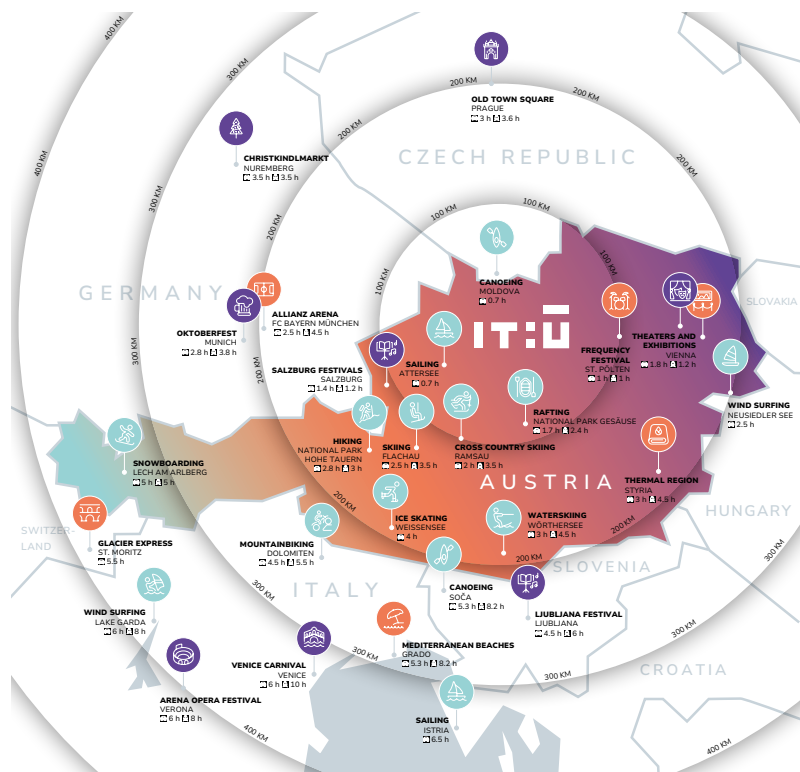 400 KM
300 KM
200 KM
200 KM
OLD TOWN SQUARE
PRAGUE
3 h 3.6 h
200 KM
400 KM
CHRISTKINDLMARKT
NUREMBERG
3.5 h 3.5 h
CZECH REPUBLIC
200 KM
300 KM
200 KM
100 KM
100 KM
100 KM
100 KM
CANOEING
MOLDOVA
0.7 h
GERMANY
SLOVAKIA
ALLIANZ ARENA
FC BAYERN MÜNCHEN
2.5 h 4.5 h
OKTOBERFEST
MUNICH
2.8 h 3.8 h
300 KM
200 KM
IT:Ü
THEATERS AND
EXHIBITIONS
VIENNA
1.8 h 1.2 h
FREQUENCY
FESTIVAL
ST. PÖLTEN
1 h 1 h
SALZBURG FESTIVALS
SALZBURG
1.4 h 1.2 h
SAILING
ATTERSEE
0.7 h
WIND SURFING
NEUSIEDLER SEE
2.5 h
RAFTING
NATIONAL PARK GESÄUSE
1.7 h 2.4 h
HIKING
NATIONAL PARK
HOHE TAUERN
2.8 h 3 h
SKIING
FLACHAU
2.5 h 3.5 h
CROSS COUNTRY SKIING
RAMSAU
2 h 3.5 h
SNOWBOARDING
LECH AM ARLBERG
5 h 5 h
AUSTRIA
THERMAL REGION
STYRIA
3 h 4.5 h
200 KM
HUNGARY
ICE SKATING
WEISSENSEE
4 h
WATERSKIING
WÖRTHERSEE
3 h 4.5 h
200 KM
SWITZER-
LAND
GLACIER EXPRESS
ST. MORITZ
5.5 h
MOUNTAINBIKING
DOLOMITEN
4.5 h 5.5 h
200 KM
300 KM
SLOVENIA
ITALY
300 KM
CANOEING
SOČA
5.3 h 8.2 h
WIND SURFING
LAKE GARDA
6 h 8 h
LJUBLJANA FESTIVAL
LJUBLJANA
4.5 h 6 h
300 KM
MEDITERRANEAN BEACHES
GRADO
5.3 h 8.2 h
300 KM
VENICE CARNIVAL
VENICE
6 h 10 h
300 KM
CROATIA
ARENA OPERA FESTIVAL
VERONA
6 h 8 h
SAILING
ISTRIA
6.5 h
400 KM
400 KM